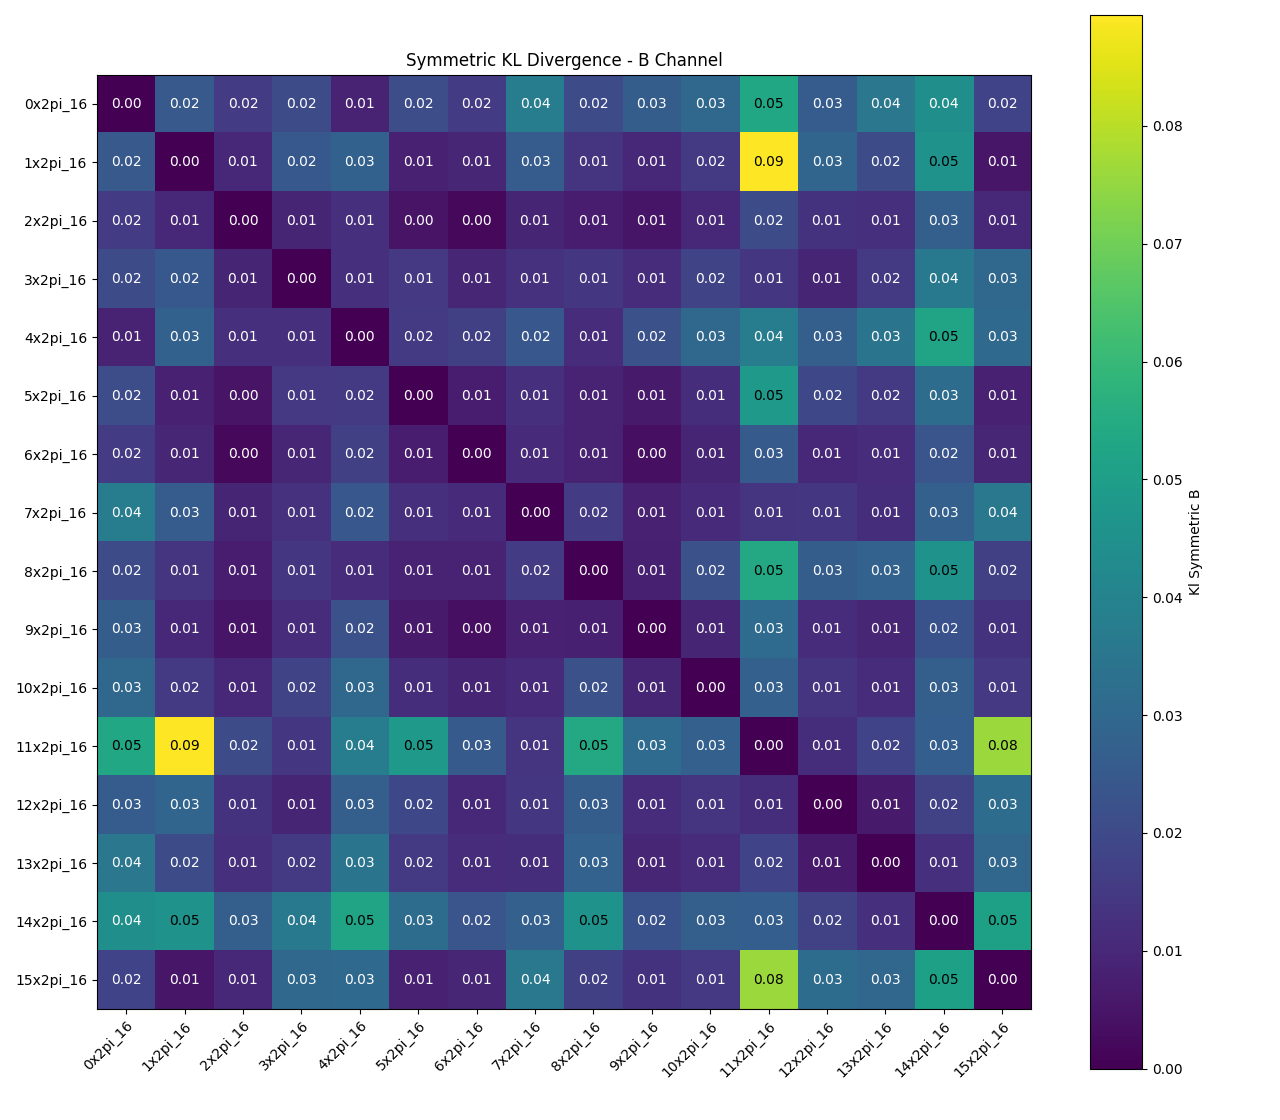 Symmetric KL Divergence - B Channel
0x2pi_16 0.00 0.02 0.02 0.02 0.01 0.02 0.02 0.04 0.02 0.03 0.03 0.05 0.03 0.04 0.04 0.02
1x2pi_16 0.02 0.00 0.01 0.02 0.03 0.01 0.01 0.03 0.01 0.01 0.02 0.09 0.03 0.02 0.05 0.01
2x2pi_16 0.02 0.01 0.00 0.01 0.01 0.00 0.00 0.01 0.01 0.01 0.01 0.02 0.01 0.01 0.03 0.01
3x2pi_16 0.02 0.02 0.01 0.00 0.01 0.01 0.01 0.01 0.01 0.01 0.02 0.01 0.01 0.02 0.04 0.03
4x2pi_16 0.01 0.03 0.01 0.01 0.00 0.02 0.02 0.02 0.01 0.02 0.03 0.04 0.03 0.03 0.05 0.03
5x2pi_16 0.02 0.01 0.00 0.01 0.02 0.00 0.01 0.01 0.01 0.01 0.01 0.05 0.02 0.02 0.03 0.01
6x2pi_16 0.02 0.01 0.00 0.01 0.02 0.01 0.00 0.01 0.01 0.00 0.01 0.03 0.01 0.01 0.02 0.01
7x2pi_16 0.04 0.03 0.01 0.01 0.02 0.01 0.01 0.00 0.02 0.01 0.01 0.01 0.01 0.01 0.03 0.04
8x2pi_16 0.02 0.01 0.01 0.01 0.01 0.01 0.01 0.02 0.00 0.01 0.02 0.05 0.03 0.03 0.05 0.02
9x2pi_16 0.03 0.01 0.01 0.01 0.02 0.01 0.00 0.01 0.01 0.00 0.01 0.03 0.01 0.01 0.02 0.01
10x2pi_16 0.03 0.02 0.01 0.02 0.03 0.01 0.01 0.01 0.02 0.01 0.00 0.03 0.01 0.01 0.03 0.01
11x2pi_16 0.05 0.09 0.02 0.01 0.04 0.05 0.03 0.01 0.05 0.03 0.03 0.00 0.01 0.02 0.03 0.08
12x2pi_16 0.03 0.03 0.01 0.01 0.03 0.02 0.01 0.01 0.03 0.01 0.01 0.01 0.00 0.01 0.02 0.03
13x2pi_16 0.04 0.02 0.01 0.02 0.03 0.02 0.01 0.01 0.03 0.01 0.01 0.02 0.01 0.00 0.01 0.03
14x2pi_16 0.04 0.05 0.03 0.04 0.05 0.03 0.02 0.03 0.05 0.02 0.03 0.03 0.02 0.01 0.00 0.05
15x2pi_16 0.02 0.01 0.01 0.03 0.03 0.01 0.01 0.04 0.02 0.01 0.01 0.08 0.03 0.03 0.05 0.00
0x2pi_16 1x2pi_16 2x2pi_16 3x2pi_16 4x2pi_16 5x2pi_16 6x2pi_16 7x2pi_16 8x2pi_16 9x2pi_16 10x2pi_16 11x2pi_16 12x2pi_16 13x2pi_16 14x2pi_16 15x2pi_16
0.08
0.07
0.06
0.05
0.04
0.03
0.02
0.01
0.00
Kl Symmetric B